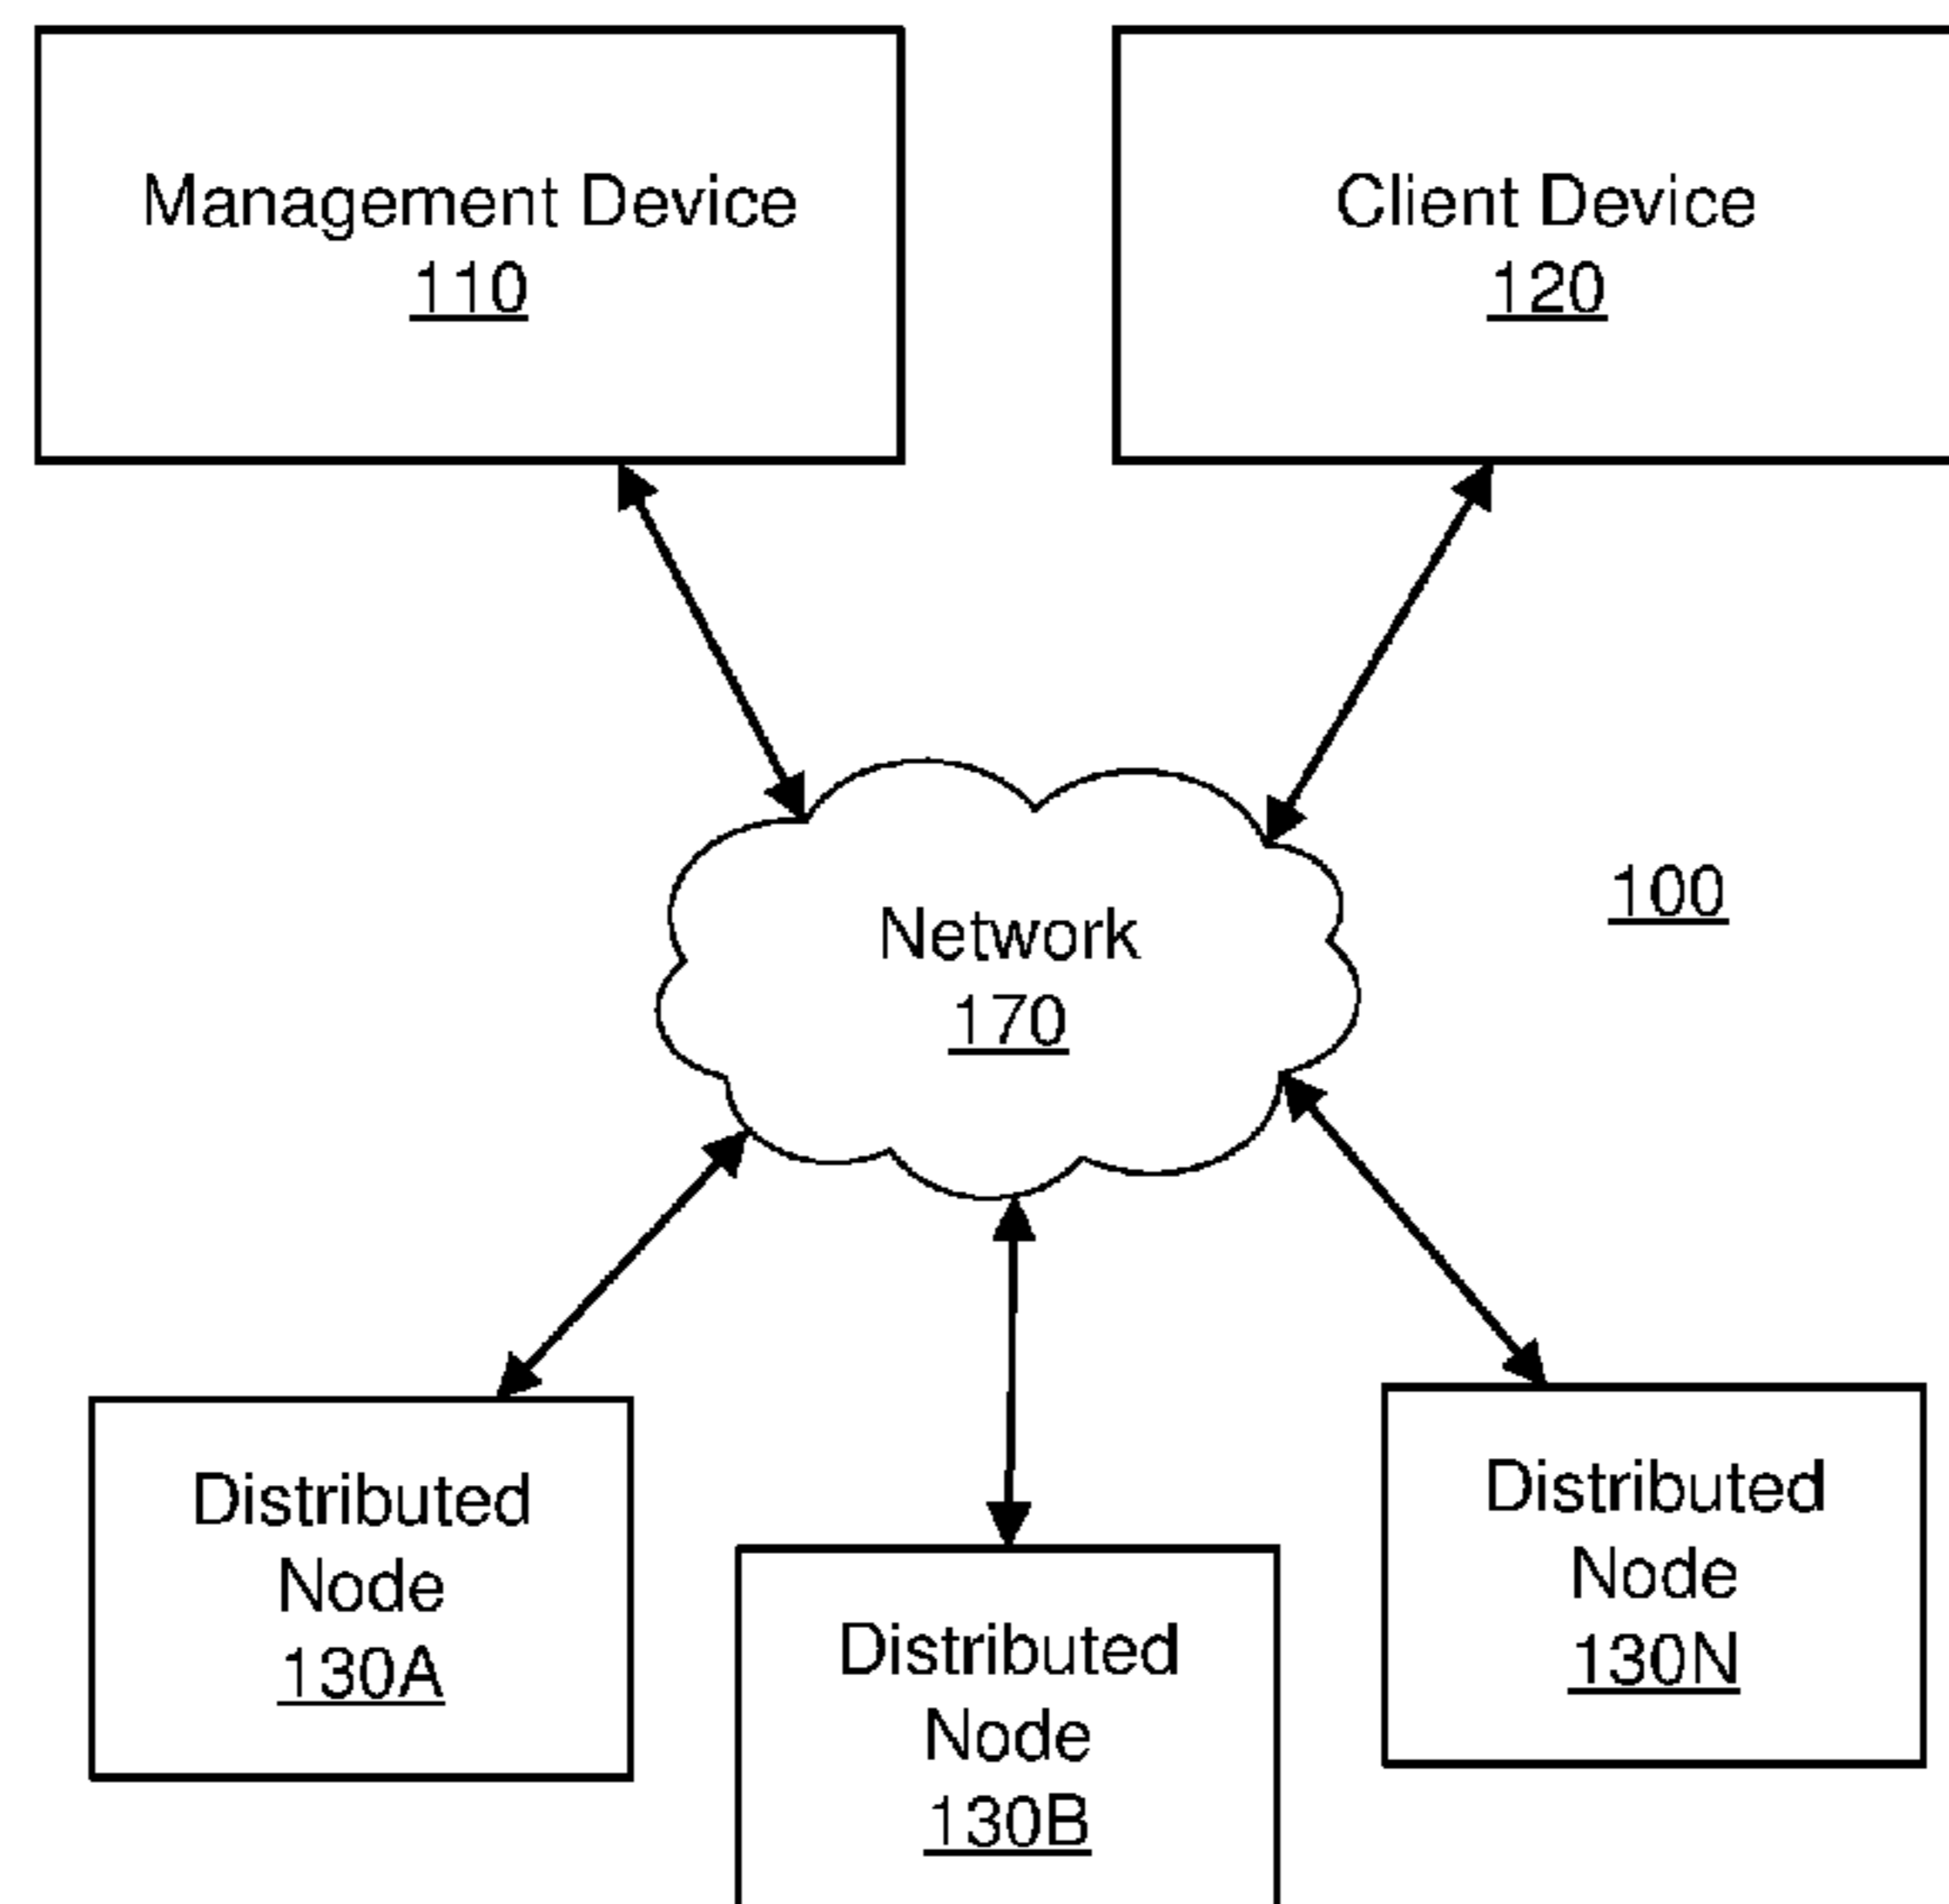 Management Device
110
Client Device
120
Network
170
100
Distributed
Node
130A
Distributed
Node
130B
Distributed
Node
130N